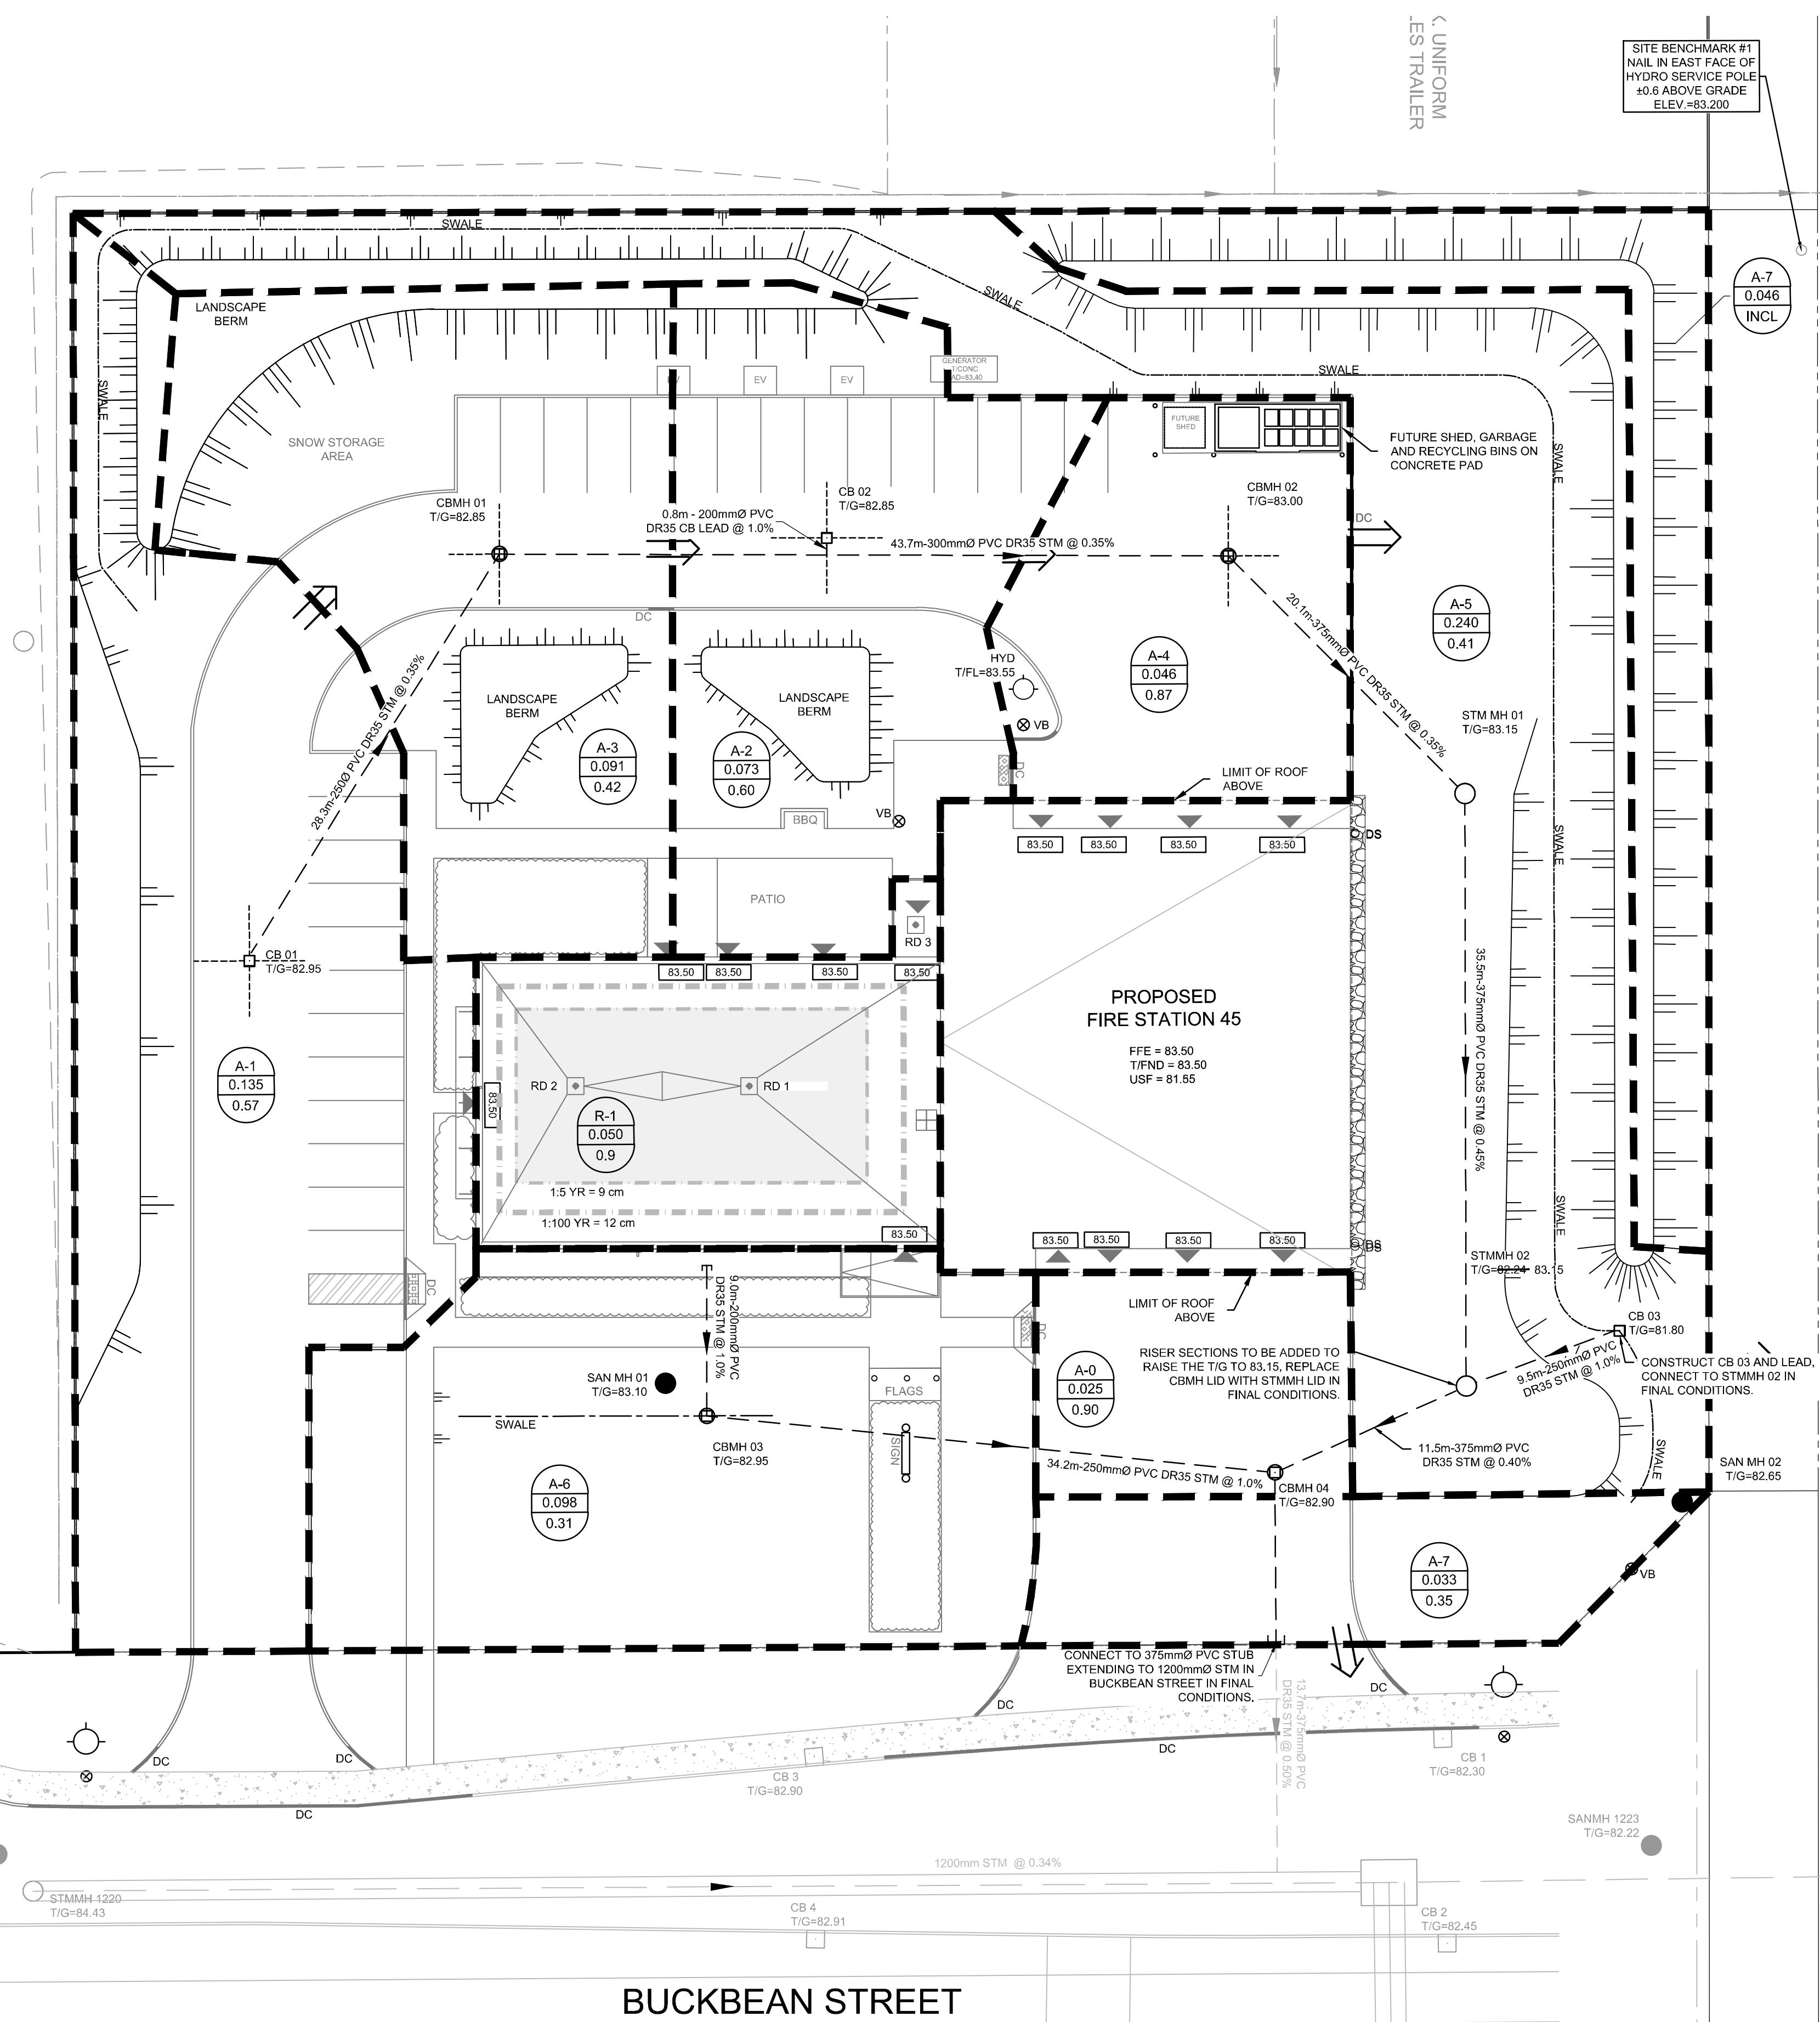 K. UNIFORM
LES TRAILER
SITE BENCHMARK #1
NAIL IN EAST FACE OF
HYDRO SERVICE POLE
±0.6 ABOVE GRADE
ELEV.=83.200
SWALE
A-7
0.046
INCL
LANDSCAPE
BERM
SWALE
SWALE
GENERATOR
T/CONC
PAD=83.40
EV
EV
EV
SWALE
SNOW STORAGE
AREA
FUTURE
SHED
FUTURE SHED, GARBAGE
AND RECYCLING BINS ON
CONCRETE PAD
SWALE
CBMH 01
T/G=82.85
0.8m - 200mmØ PVC
DR35 CB LEAD @ 1.0%
CB 02
T/G=82.85
CBMH 02
T/G=83.00
DC
43.7m-300mmØ PVC DR35 STM @ 0.35%
20.1m-375mmØ PVC DR35 STM @ 0.35%
A-5
0.240
0.41
DC
28.3m-250Ø PVC DR35 STM @ 0.35%
HYD
T/FL=83.55
A-4
0.046
0.87
LANDSCAPE
BERM
LANDSCAPE
BERM
VB
STM MH 01
T/G=83.15
A-3
0.091
0.42
A-2
0.073
0.60
DC
LIMIT OF ROOF
ABOVE
BBQ
VB
83.50
83.50
83.50
83.50
DS
SWALE
PATIO
RD 3
CB 01
T/G=82.95
83.50
83.50
83.50
83.50
35.5m-375mmØ PVC DR35 STM @ 0.45%
PROPOSED
FIRE STATION 45
FFE = 83.50
T/FND = 83.50
USF = 81.55
A-1
0.135
0.57
83.50
RD 2
RD 1
R-1
0.050
0.9
1:5 YR = 9 cm
1:100 YR = 12 cm
SWALE
83.50
83.50
83.50
83.50
83.50
DS
DS
STMMH 02
T/G=82.24 83.15
DC
9.0m-200mmØ PVC
DR35 STM @ 1.0%
LIMIT OF ROOF
ABOVE
DC
CB 03
T/G=81.80
RISER SECTIONS TO BE ADDED TO
RAISE THE T/G TO 83.15, REPLACE
CBMH LID WITH STMMH LID IN
FINAL CONDITIONS.
9.5m-250mmØ PVC
DR35 STM @ 1.0%
CONSTRUCT CB 03 AND LEAD,
CONNECT TO STMMH 02 IN
FINAL CONDITIONS.
SAN MH 01
T/G=83.10
FLAGS
A-0
0.025
0.90
SWALE
SIGN
CBMH 03
T/G=82.95
11.5m-375mmØ PVC
DR35 STM @ 0.40%
SWALE
34.2m-250mmØ PVC DR35 STM @ 1.0%
CBMH 04
T/G=82.90
SAN MH 02
T/G=82.65
A-6
0.098
0.31
A-7
0.033
0.35
VB
CONNECT TO 375mmØ PVC STUB
EXTENDING TO 1200mmØ STM IN
BUCKBEAN STREET IN FINAL
CONDITIONS.
13.7m-375mmØ PVC
DR35 STM @ 0.50%
DC
DC
DC
DC
DC
DC
CB 3
T/G=82.90
CB 1
T/G=82.30
SANMH 1223
T/G=82.22
1200mm STM @ 0.34%
STMMH 1220
T/G=84.43
CB 4
T/G=82.91
CB 2
T/G=82.45
BUCKBEAN STREET